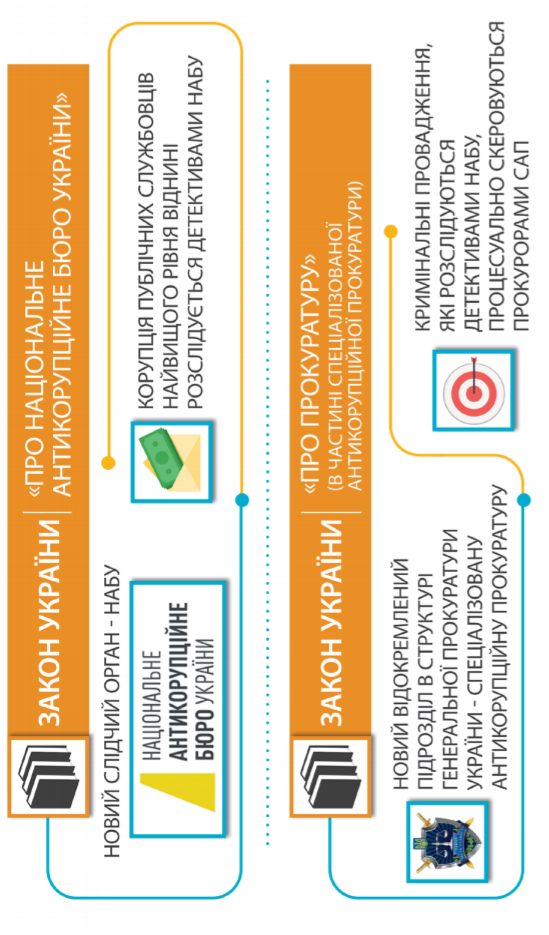 ЗАКОН УКРАЇНИ
«ПРО НАЦІОНАЛЬНЕ
АНТИКОРУПЦІЙНЕ БЮРО УКРАЇНИ»
НОВИЙ СЛІДЧИЙ ОРГАН - НАБУ
НАЦІОНАЛЬНЕ
АНТИКОРУПЦІЙНЕ
БЮРО УКРАЇНИ
КОРУПЦІЯ ПУБЛІЧНИХ СЛУЖБОВЦІВ
НАЙВИЩОГО РІВНЯ ВІДНИНІ
РОЗСЛІДУЄТЬСЯ ДЕТЕКТИВАМИ НАБУ
ЗАКОН УКРАЇНИ
«ПРО ПРОКУРАТУРУ»
(В ЧАСТИНІ СПЕЦІАЛІЗОВАНОЇ
АНТИКОРУПЦІЙНОЇ ПРОКУРАТУРИ)
НОВИЙ ВІДОКРЕМЛЕНИЙ
ПІДРОЗДІЛ В СТРУКТУРІ
ГЕНЕРАЛЬНОЇ ПРОКУРАТУРИ
УКРАЇНИ - СПЕЦІАЛІЗОВАНУ
АНТИКОРУПЦІЙНУ ПРОКУРАТУРУ
КРИМІНАЛЬНІ ПРОВАДЖЕННЯ,
ЯКІ РОЗСЛІДУЮТЬСЯ
ДЕТЕКТИВАМИ НАБУ,
ПРОЦЕСУАЛЬНО СКЕРОВУЮТЬСЯ
ПРОКУРОРАМИ САП